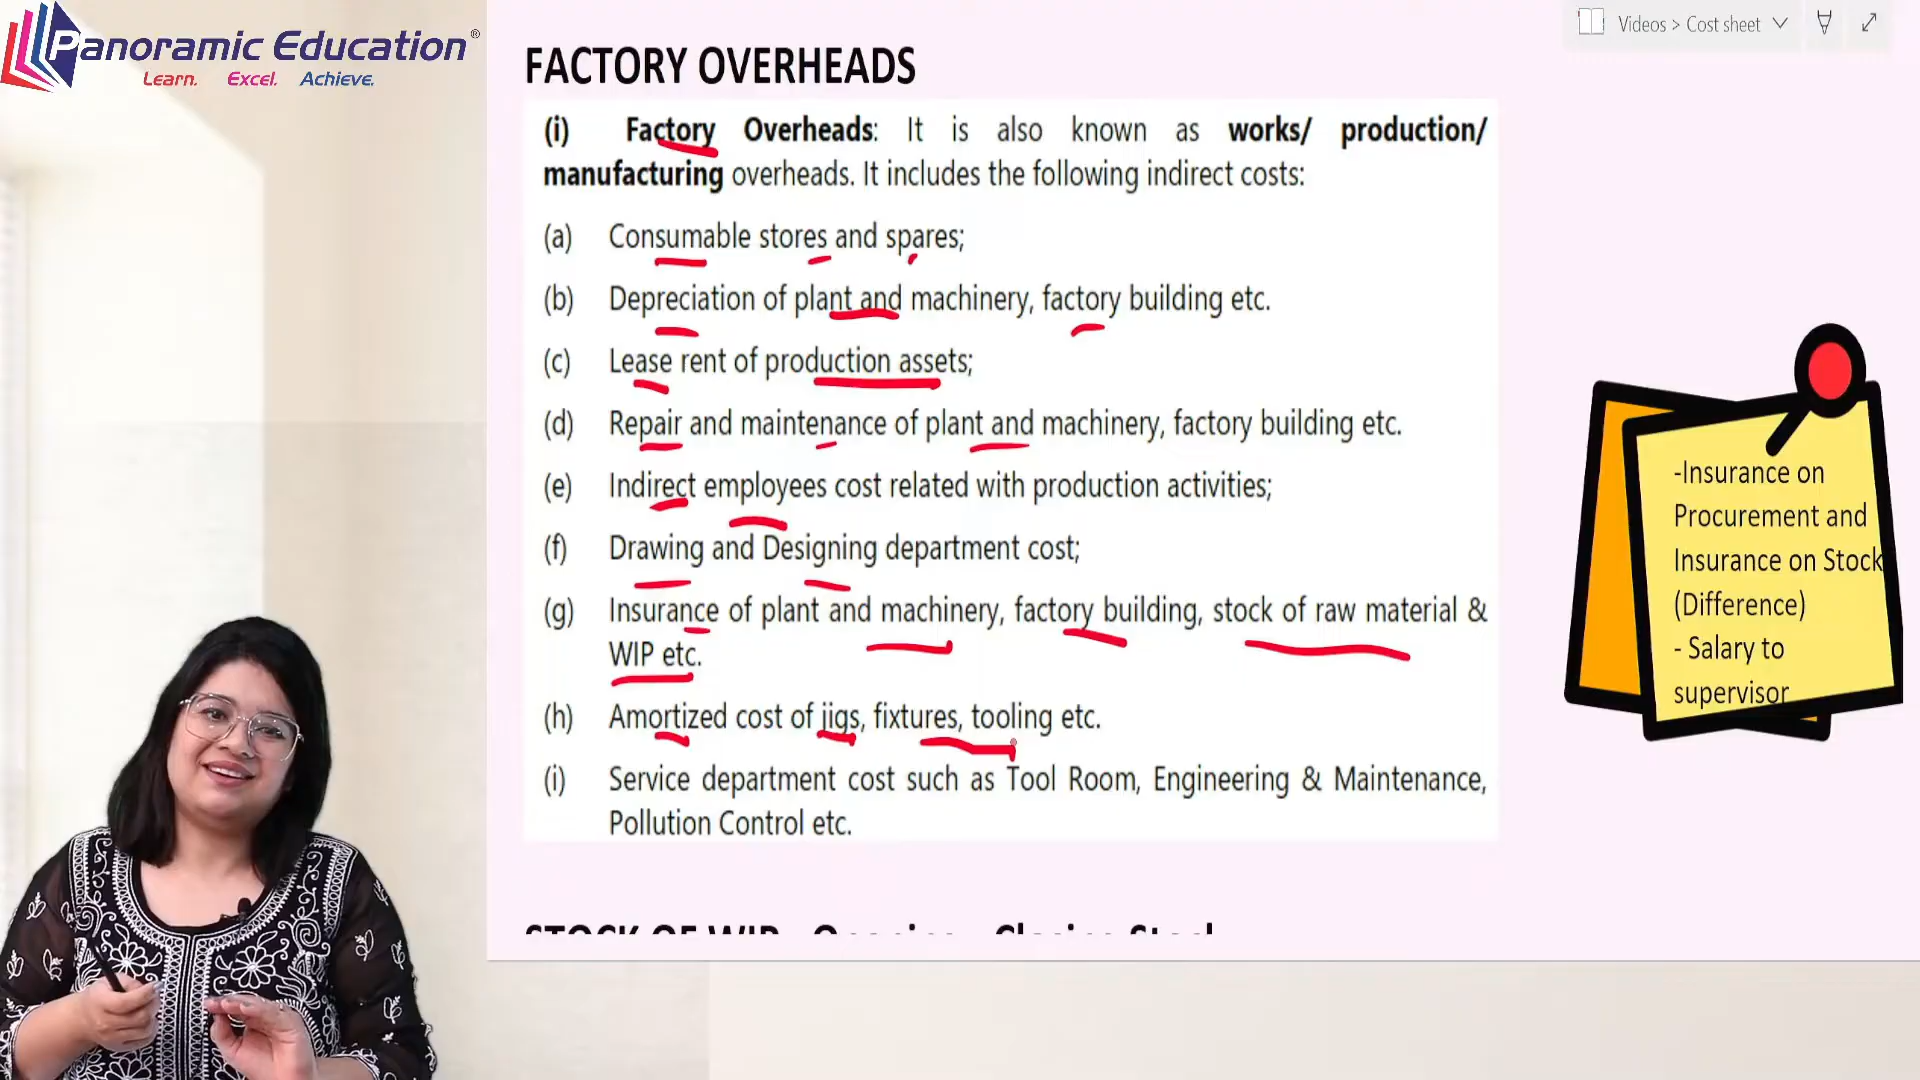 Panoramic Education®
Learn. Excel. Achieve.
Videos > Cost sheet
FACTORY OVERHEADS
(i) Factory Overheads: It is also known as works/ production/
manufacturing overheads. It includes the following indirect costs:
(a) Consumable stores and spares;
(b) Depreciation of plant and machinery, factory building etc.
(c) Lease rent of production assets;
(d) Repair and maintenance of plant and machinery, factory building etc.
(e) Indirect employees cost related with production activities;
(f) Drawing and Designing department cost;
(g) Insurance of plant and machinery, factory building, stock of raw material &
WIP etc.
(h) Amortized cost of jigs, fixtures, tooling etc.
(i) Service department cost such as Tool Room, Engineering & Maintenance,
Pollution Control etc.
-Insurance on
Procurement and
Insurance on Stock
(Difference)
- Salary to
supervisor